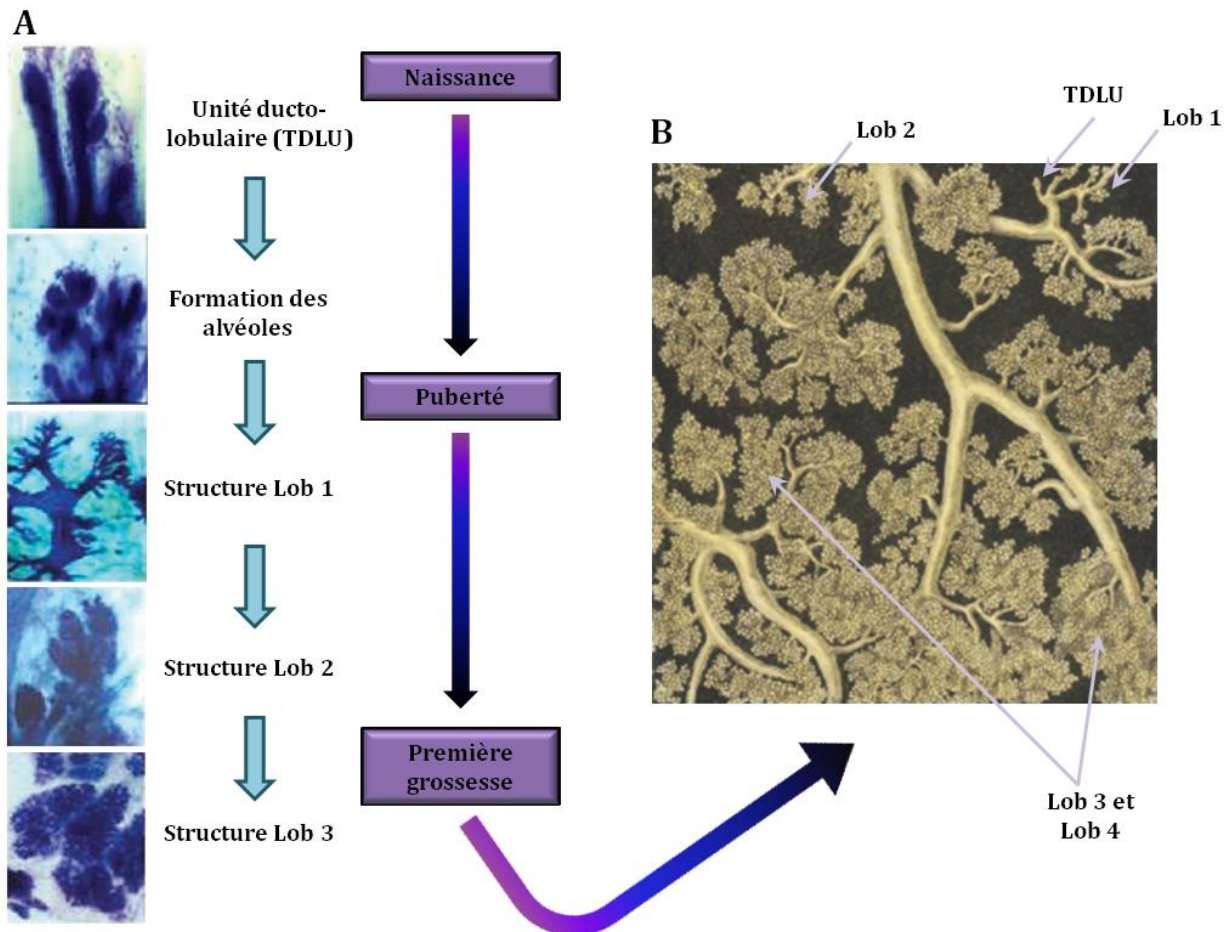 A
Unité ducto-
lobulaire (TDLU)
Formation des
alvéoles
Structure Lob 1
Structure Lob 2
Structure Lob 3
Naissance
Puberté
Première
grossesse
B
Lob 2
TDLU
Lob 1
Lob 3 et
Lob 4